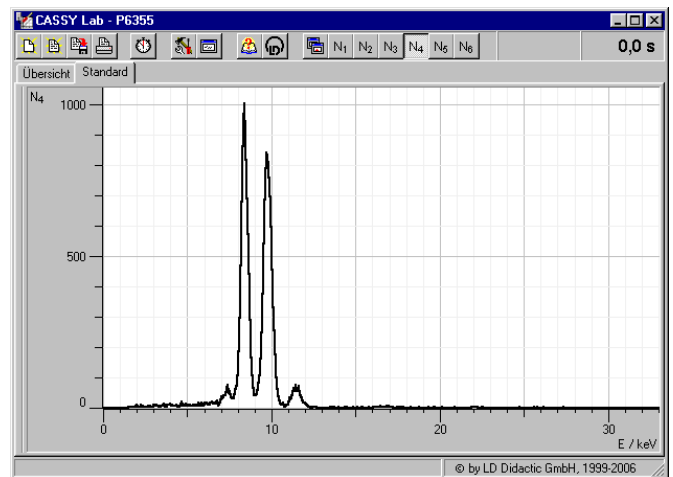 CASSY Lab - P6355
N1 N2 N3 N4 N5 N6 0,0 s
Übersicht Standard
N4
1000
500
0
0 10 20 30
E / keV
© by LD Didactic GmbH, 1999-2006